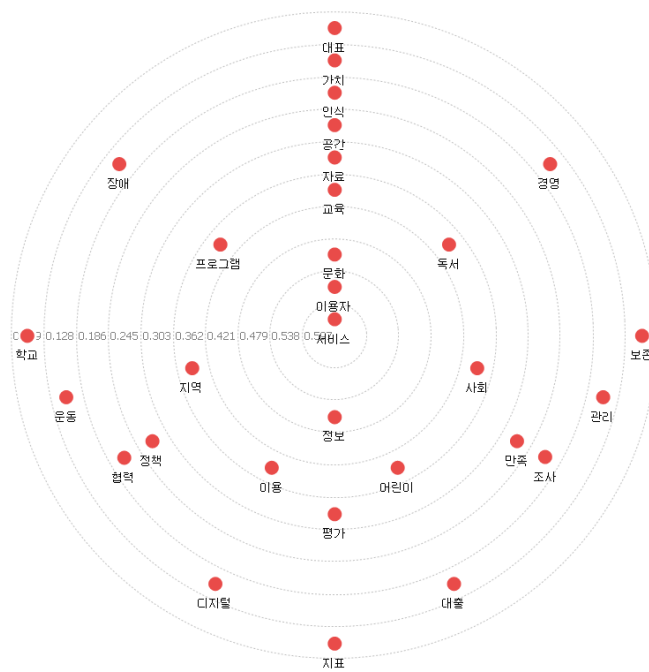 대표
가치
인식
공간
장애
경영
자료
교육
프로그램
독서
문화
이용자
0.128 0.186 0.245 0.303 0.362 0.421 0.479 0.538
서비스
학교
보존
지역
사회
운동
관리
정보
정책
만족
협력
조사
이용
어린이
평가
디지털
대출
지표